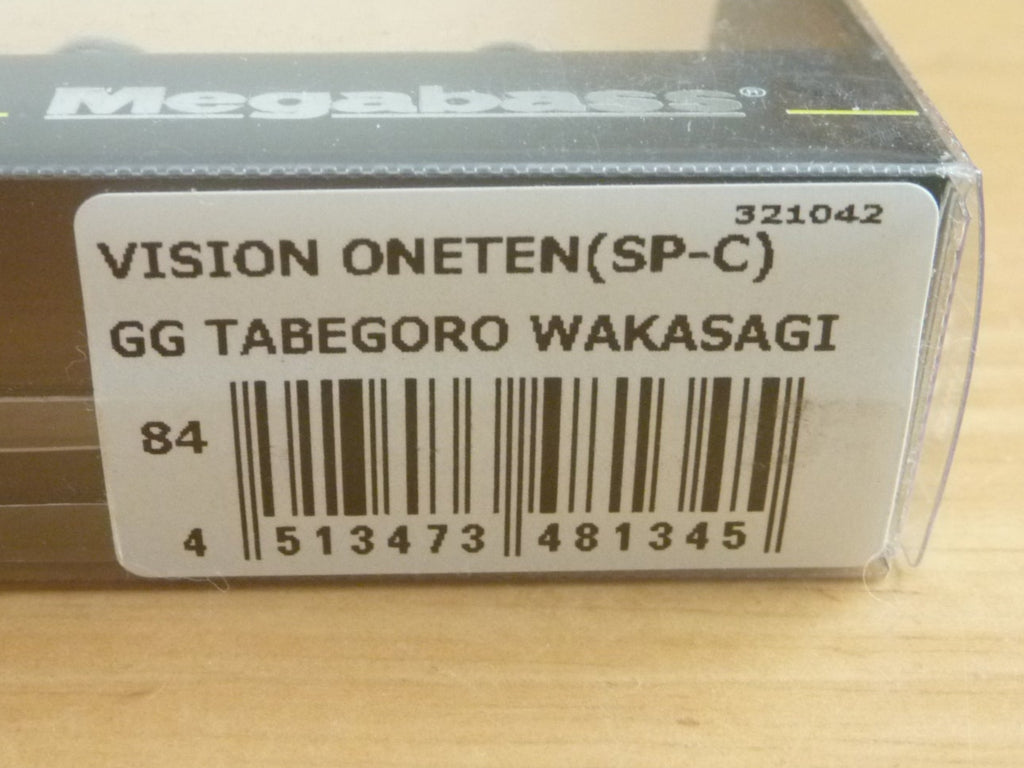 Megabass®
321042
VISION ONETEN(SP-C)
GG TABEGORO WAKASAGI
84
4 513473 481345